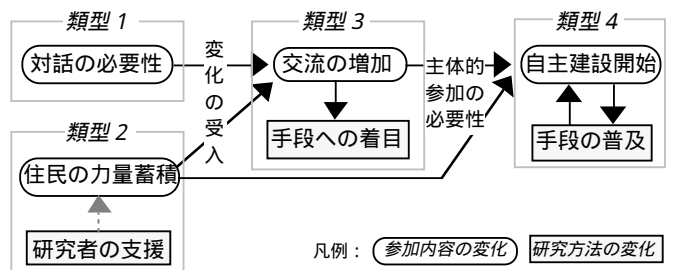 類型 1
対話の必要性
変化の受入
類型 3
交流の増加
手段への着目
主体的
参加の
必要性
類型 4
自主建設開始
手段の普及
類型 2
住民の力量蓄積
研究者の支援
凡例：
参加内容の変化
研究方法の変化